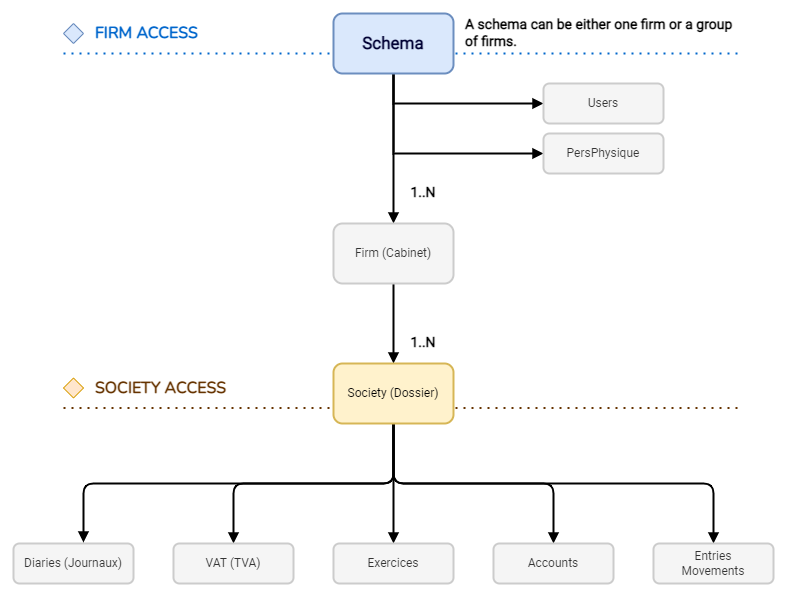 FIRM ACCESS
Schema
A schema can be either one firm or a group
of firms.
Users
PersPhysique
1..N
Firm (Cabinet)
1..N
SOCIETY ACCESS
Society (Dossier)
Diaries (Journaux)
VAT (TVA)
Exercices
Accounts
Entries
Movements